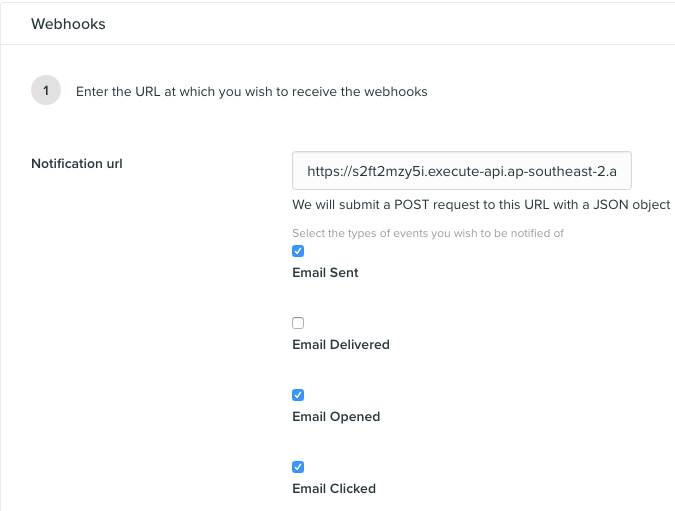 Webhooks
1 Enter the URL at which you wish to receive the webhooks
Notification url
https://s2ft2mzy5i.execute-api.ap-southeast-2.a
We will submit a POST request to this URL with a JSON object
Select the types of events you wish to be notified of
Email Sent
Email Delivered
Email Opened
Email Clicked